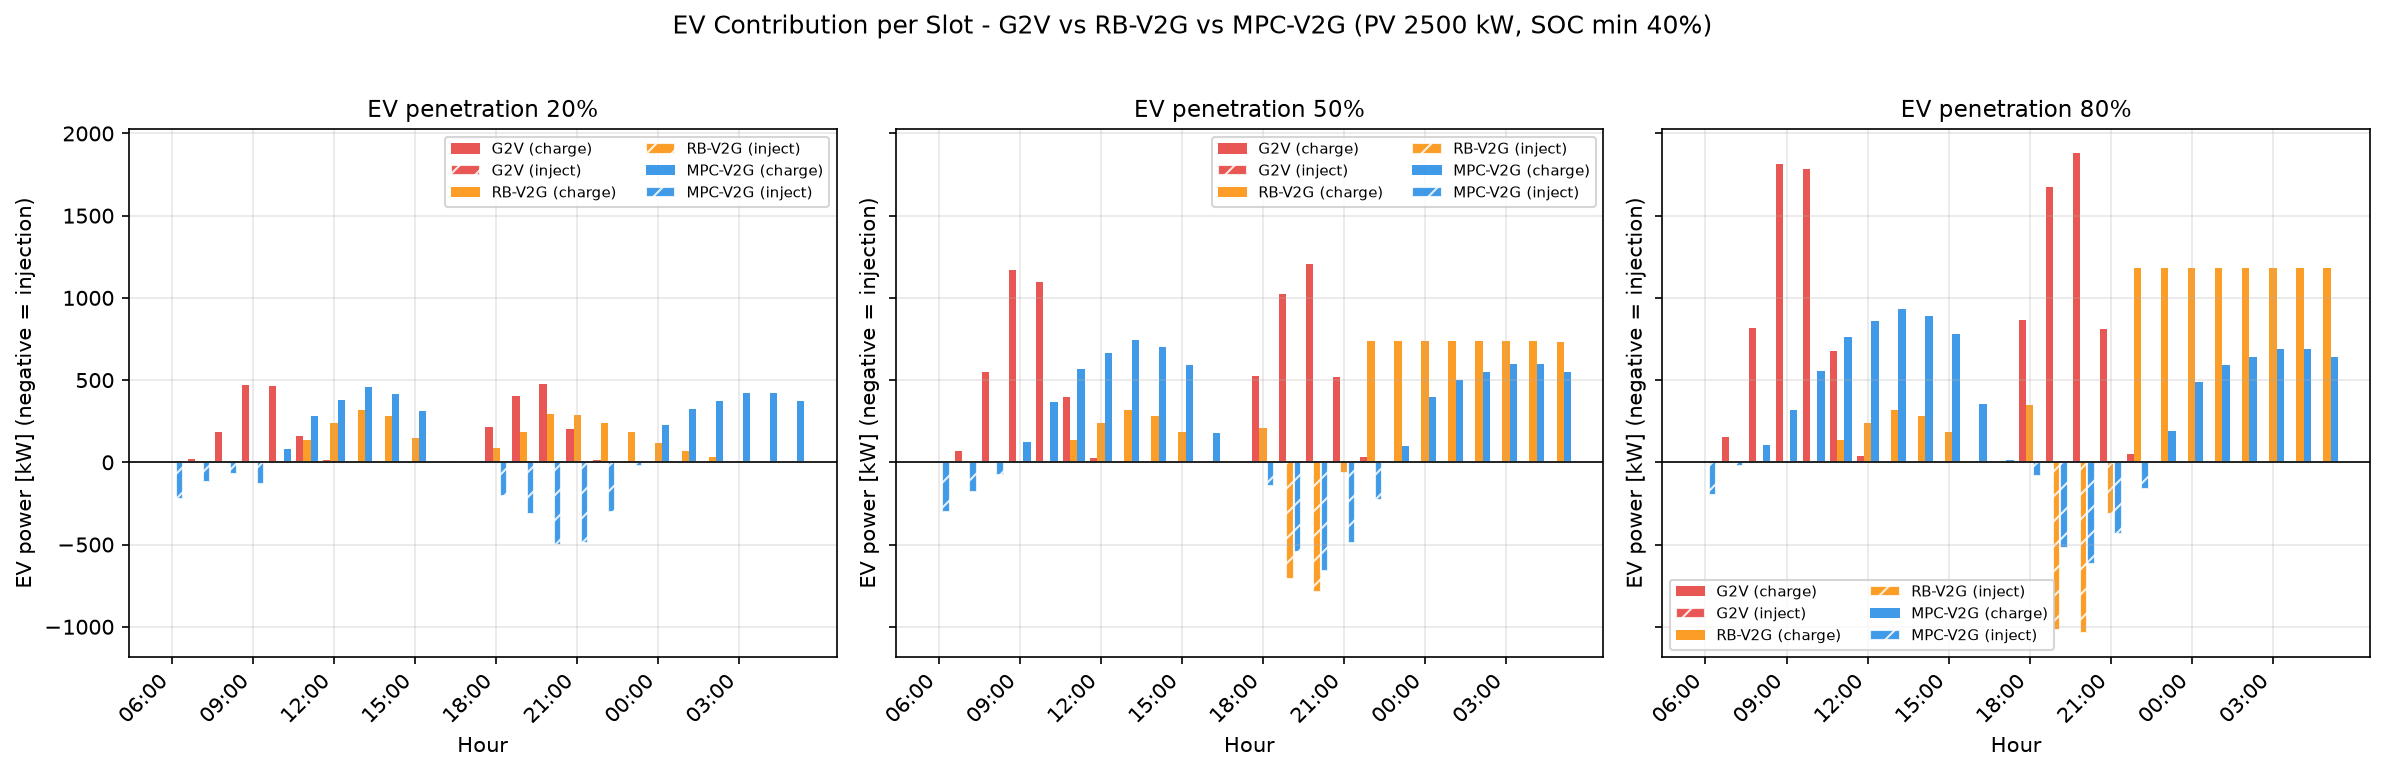 EV Contribution per Slot - G2V vs RB-V2G vs MPC-V2G (PV 2500 kW, SOC min 40%)
EV penetration 20%
EV power [kW] (negative = injection)
2000
1500
1000
500
0
−500
−1000
G2V (charge)
G2V (inject)
RB-V2G (charge)
RB-V2G (inject)
MPC-V2G (charge)
MPC-V2G (inject)
06:00
09:00
12:00
15:00
18:00
21:00
00:00
03:00
Hour
EV penetration 50%
EV power [kW] (negative = injection)
G2V (charge)
G2V (inject)
RB-V2G (charge)
RB-V2G (inject)
MPC-V2G (charge)
MPC-V2G (inject)
06:00
09:00
12:00
15:00
18:00
21:00
00:00
03:00
Hour
EV penetration 80%
EV power [kW] (negative = injection)
G2V (charge)
G2V (inject)
RB-V2G (charge)
RB-V2G (inject)
MPC-V2G (charge)
MPC-V2G (inject)
06:00
09:00
12:00
15:00
18:00
21:00
00:00
03:00
Hour